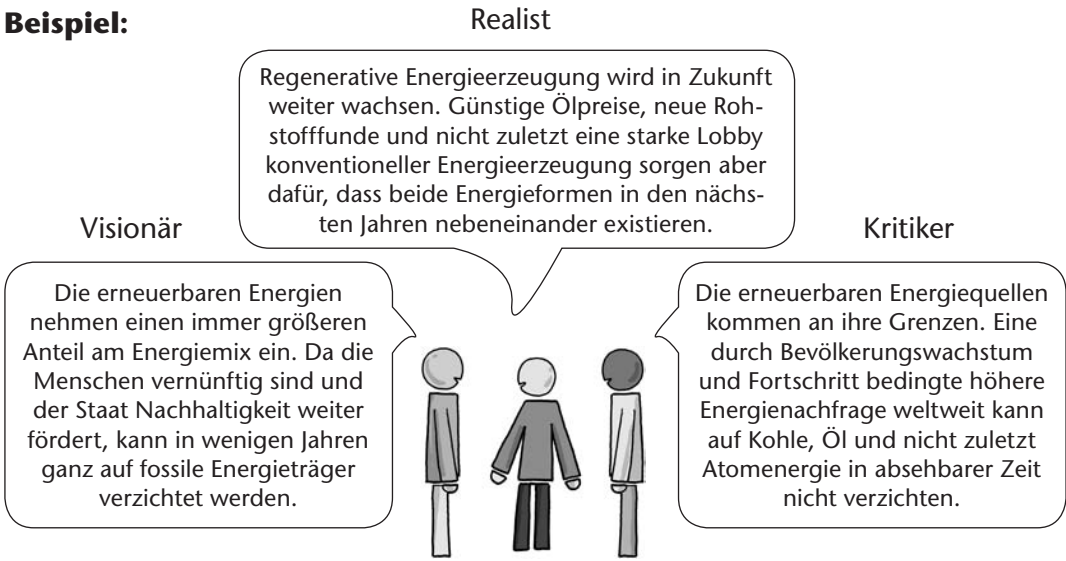 Beispiel:
Realist
Regenerative Energieerzeugung wird in Zukunft
weiter wachsen. Günstige Ölpreise, neue Roh-
stofffunde und nicht zuletzt eine starke Lobby
konventioneller Energieerzeugung sorgen aber
dafür, dass beide Energieformen in den nächs-
ten Jahren nebeneinander existieren.
Visionär
Die erneuerbaren Energien
nehmen einen immer größeren
Anteil am Energiemix ein. Da die
Menschen vernünftig sind und
der Staat Nachhaltigkeit weiter
fördert, kann in wenigen Jahren
ganz auf fossile Energieträger
verzichtet werden.
Kritiker
Die erneuerbaren Energiequellen
kommen an ihre Grenzen. Eine
durch Bevölkerungswachstum
und Fortschritt bedingte höhere
Energienachfrage weltweit kann
auf Kohle, Öl und nicht zuletzt
Atomenergie in absehbarer Zeit
nicht verzichten.